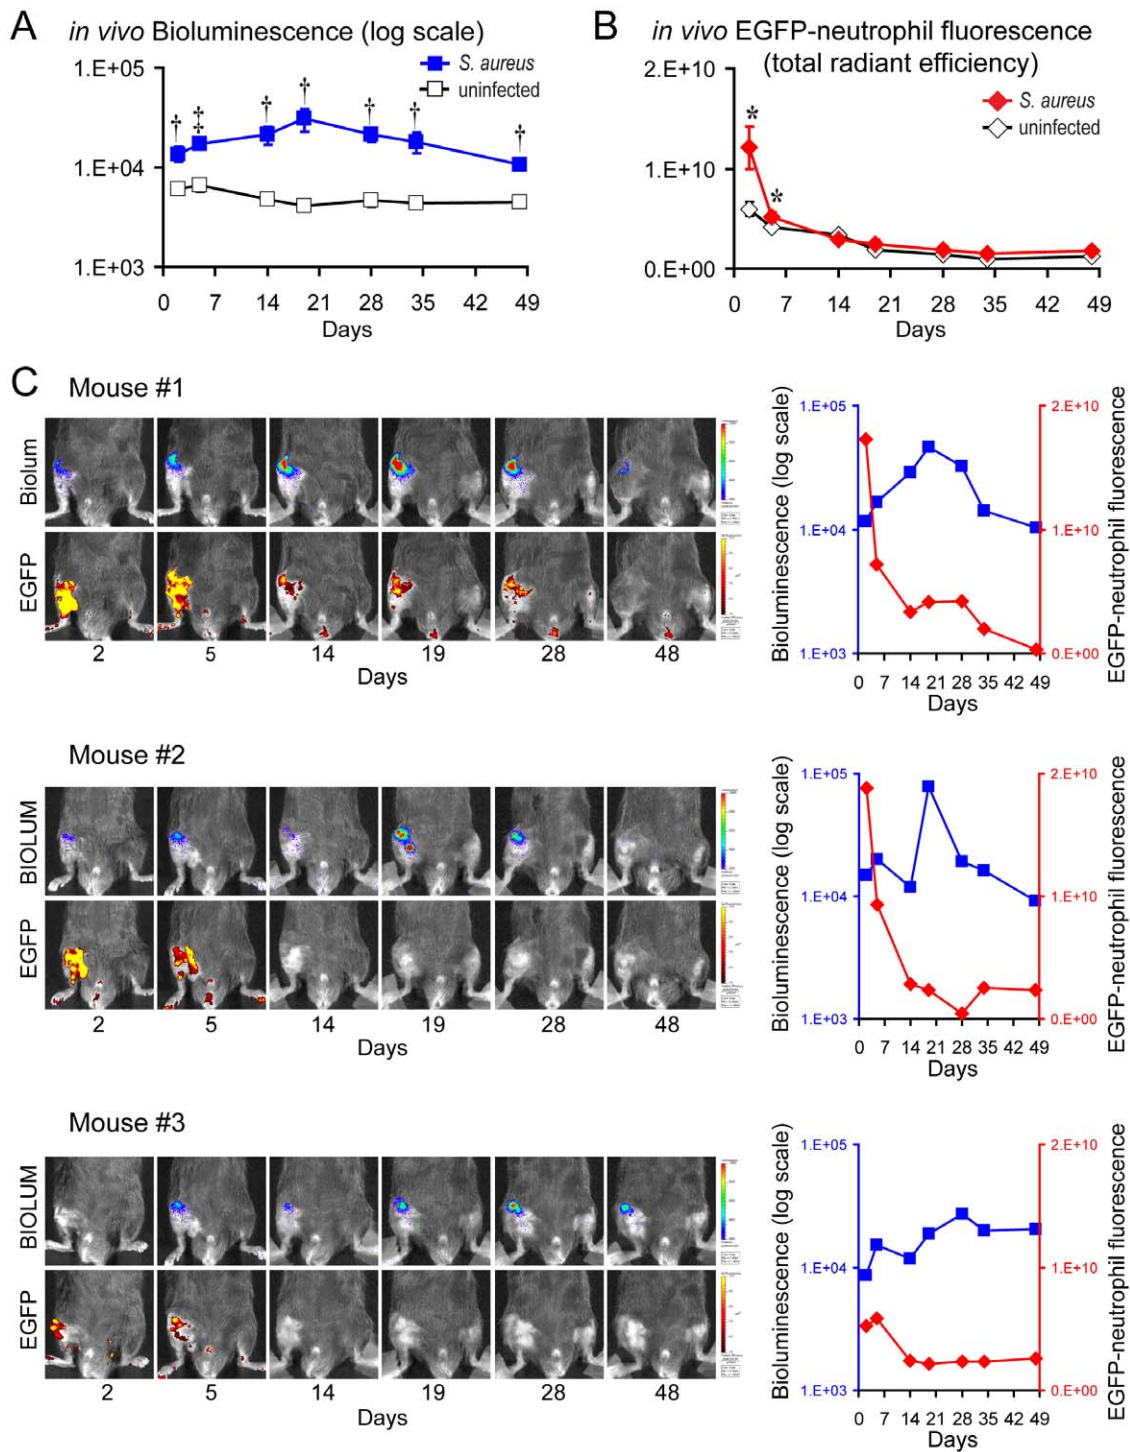 A
in vivo Bioluminescence (log scale)
S. aureus
uninfected
1.E+05
1.E+04
1.E+03
† ‡ † † † † †
0 7 14 21 28 35 42 49
Days
B
in vivo EGFP-neutrophil fluorescence
(total radiant efficiency)
S. aureus
uninfected
2.E+10
1.E+10
0.E+00
* *
0 7 14 21 28 35 42 49
Days
C
Mouse #1
Biolum
EGFP
2 5 14 19 28 48
Days
Bioluminescence (log scale)
1.E+05
1.E+04
1.E+03
EGFP-neutrophil fluorescence
2.E+10
1.E+10
0.E+00
0 7 14 21 28 35 42 49
Days
Mouse #2
BIOLUM
EGFP
2 5 14 19 28 48
Days
Bioluminescence (log scale)
1.E+05
1.E+04
1.E+03
EGFP-neutrophil fluorescence
2.E+10
1.E+10
0.E+00
0 7 14 21 28 35 42 49
Days
Mouse #3
BIOLUM
EGFP
2 5 14 19 28 48
Days
Bioluminescence (log scale)
1.E+05
1.E+04
1.E+03
EGFP-neutrophil fluorescence
2.E+10
1.E+10
0.E+00
0 7 14 21 28 35 42 49
Days